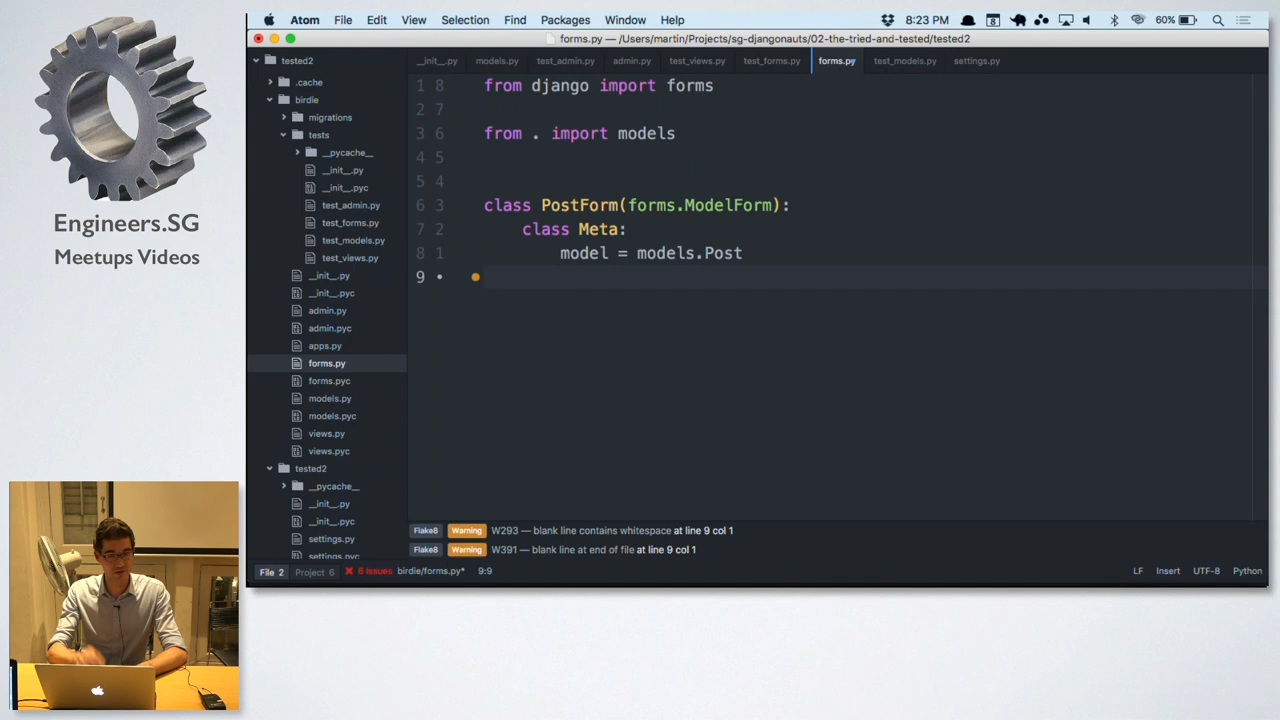 Engineers.SG
Meetups Videos
Atom File Edit View Selection Find Packages Window Help
8 8:23 PM 60%
forms.py — /Users/martin/Projects/sg-djangonauts/02-the-tried-and-tested/tested2
__init__.py models.py test_admin.py admin.py test_views.py test_forms.py forms.py test_models.py settings.py
tested2
.cache
birdie
migrations
tests
__pycache__
__init__.py
__init__.pyc
test_admin.py
test_forms.py
test_models.py
test_views.py
__init__.py
__init__.pyc
admin.py
admin.pyc
apps.py
forms.py
forms.pyc
models.py
models.pyc
views.py
views.pyc
tested2
__pycache__
__init__.py
__init__.pyc
settings.py
settings.pyc
1 8 from django import forms
2 7
3 6 from . import models
4 5
5 4
6 3 class PostForm(forms.ModelForm):
7 2 class Meta:
8 1 model = models.Post
9 •
Flake8 Warning W293 — blank line contains whitespace at line 9 col 1
Flake8 Warning W391 — blank line at end of file at line 9 col 1
File 2 Project 6 6 Issues birdie/forms.py* 9:9 LF Insert UTF-8 Python